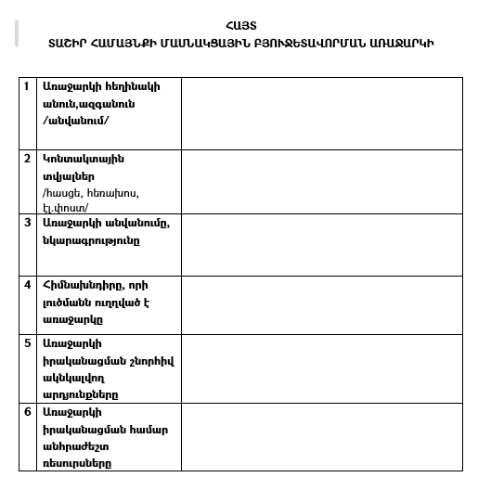 ՀԱՅՏ
ՏԱՇԻՐ ՀԱՄԱՅՆՔԻ ՄԱՍՆԱԿՑԱՅԻՆ ԲՅՈՒՋԵՏԱՎՈՐՄԱՆ ԱՌԱՋԱՐԿԻ
1 Առաջարկի հեղինակի
անուն,ազգանուն
/անվանում/
2 Կոնտակտային
տվյալներ
/հասցե, հեռախոս,
էլ.փոստ/
3 Առաջարկի անվանումը,
նկարագրությունը
4 Հիմնախնդիրը, որի
լուծմանն ուղղված է
առաջարկը
5 Առաջարկի
իրականացման շնորհիվ
ակնկալվող
արդյունքները
6 Առաջարկի
իրականացման համար
անհրաժեշտ
ռեսուրսները